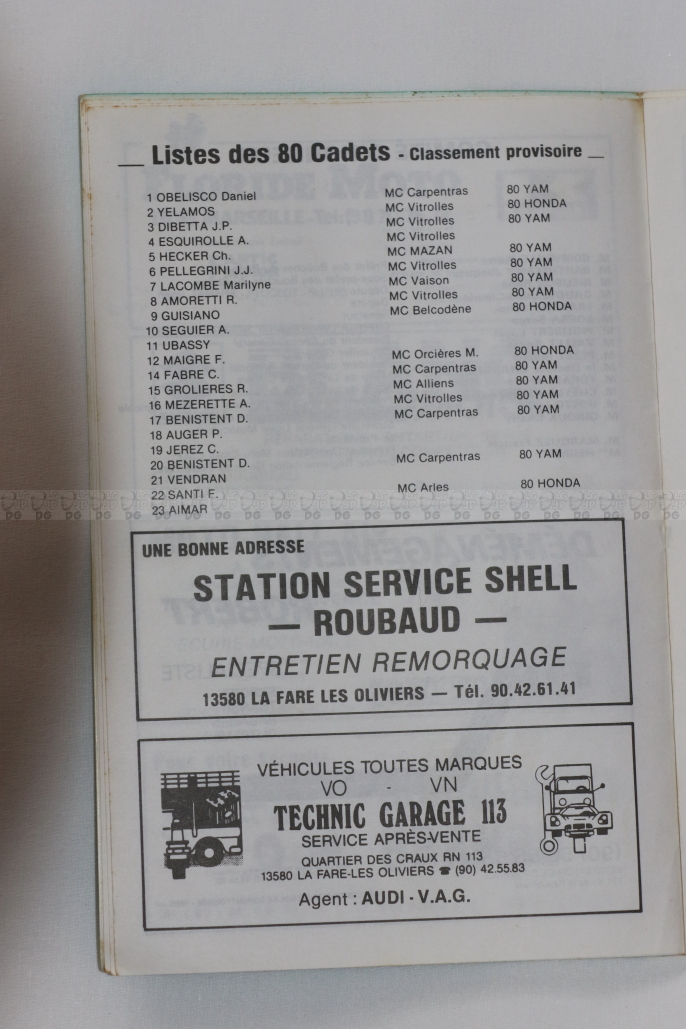 Listes des 80 Cadets - Classement provisoire
1 OBELISCO Daniel MC Carpentras 80 YAM
2 YELAMOS MC Vitrolles 80 HONDA
3 DIBETTA J.P. MC Vitrolles 80 YAM
4 ESQUIROLLE A. MC Vitrolles
5 HECKER Ch. MC MAZAN 80 YAM
6 PELLEGRINI J.J. MC Vitrolles 80 YAM
7 LACOMBE Marilyne MC Vaison 80 YAM
8 AMORETTI R. MC Vitrolles 80 YAM
9 GUISIANO MC Belcodène 80 HONDA
10 SEGUIER A.
11 UBASSY
12 MAIGRE F. MC Orcières M. 80 HONDA
14 FABRE C. MC Carpentras 80 YAM
15 GROLIERES R. MC Alliens 80 YAM
16 MEZERETTE A. MC Vitrolles 80 YAM
17 BENISTENT D. MC Carpentras 80 YAM
18 AUGER P.
19 JEREZ C.
20 BENISTENT D. MC Carpentras 80 YAM
21 VENDRAN
22 SANTI F. MC Arles 80 HONDA
23 AIMAR
UNE BONNE ADRESSE
STATION SERVICE SHELL
— ROUBAUD —
ENTRETIEN REMORQUAGE
13580 LA FARE LES OLIVIERS — Tél. 90.42.61.41
VÉHICULES TOUTES MARQUES
VO - VN
TECHNIC GARAGE 113
SERVICE APRÈS-VENTE
QUARTIER DES CRAUX RN 113
13580 LA FARE-LES OLIVIERS ☎ (90) 42.55.83
Agent : AUDI - V.A.G.